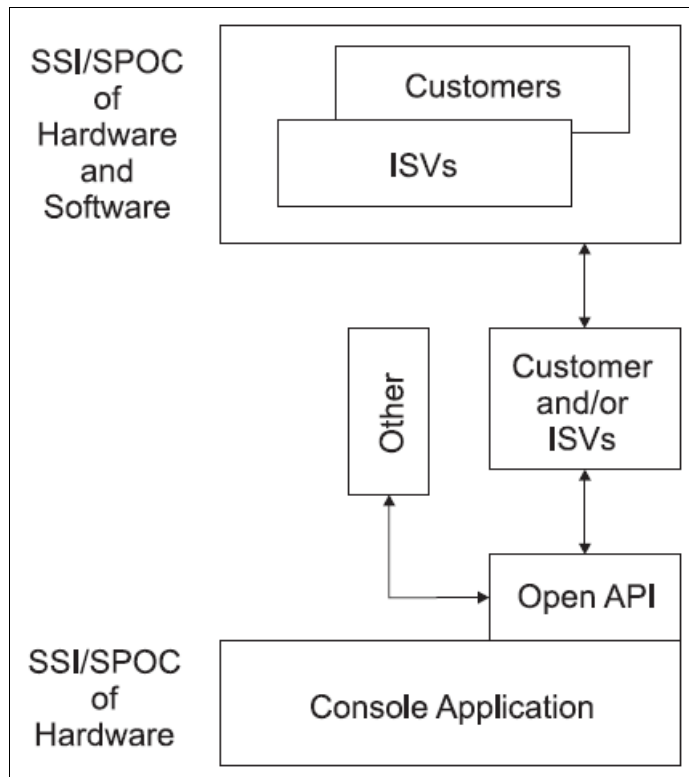 SSI/SPOC
of
Hardware
and
Software
Customers
ISVs
Other
Customer
and/or
ISVs
Open API
SSI/SPOC
of
Hardware
Console Application